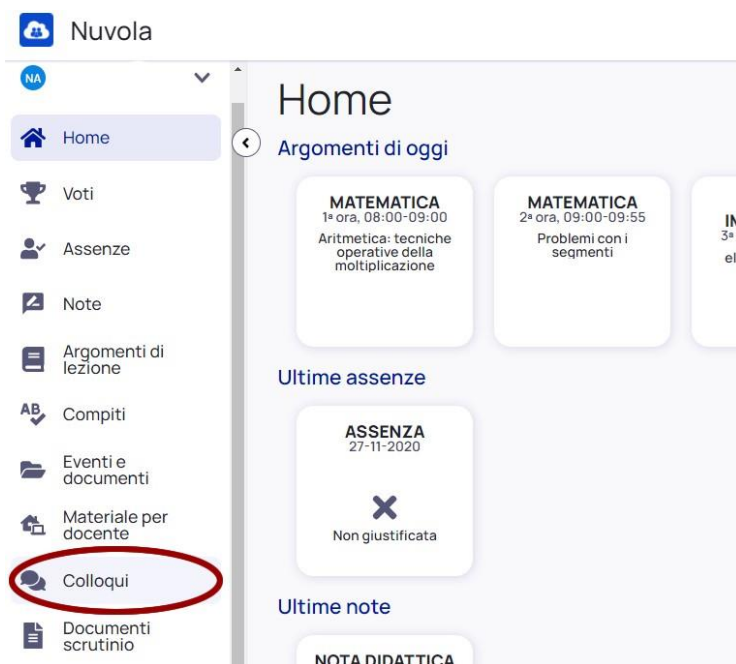 Nuvola
NA
Home
Voti
Assenze
Note
Argomenti di
lezione
AB
Compiti
Eventi e
documenti
Materiale per
docente
Colloqui
Documenti
scrutinio
Home
Argomenti di oggi
MATEMATICA
1ª ora, 08:00-09:00
Aritmetica: tecniche
operative della
moltiplicazione
MATEMATICA
2ª ora, 09:00-09:55
Problemi con i
segmenti
3ª
el
Ultime assenze
ASSENZA
27-11-2020
Non giustificata
Ultime note
NOTA DIDATTICA